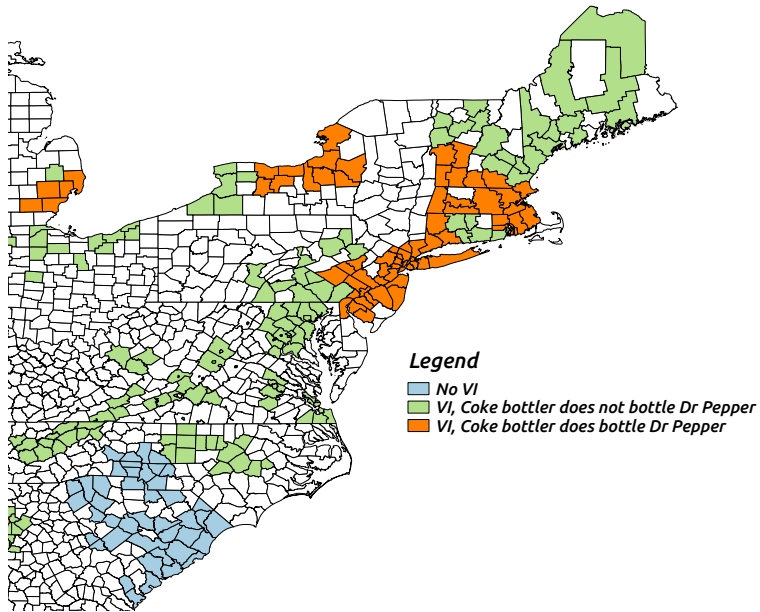 Legend
No VI
VI, Coke bottler does not bottle Dr Pepper
VI, Coke bottler does bottle Dr Pepper